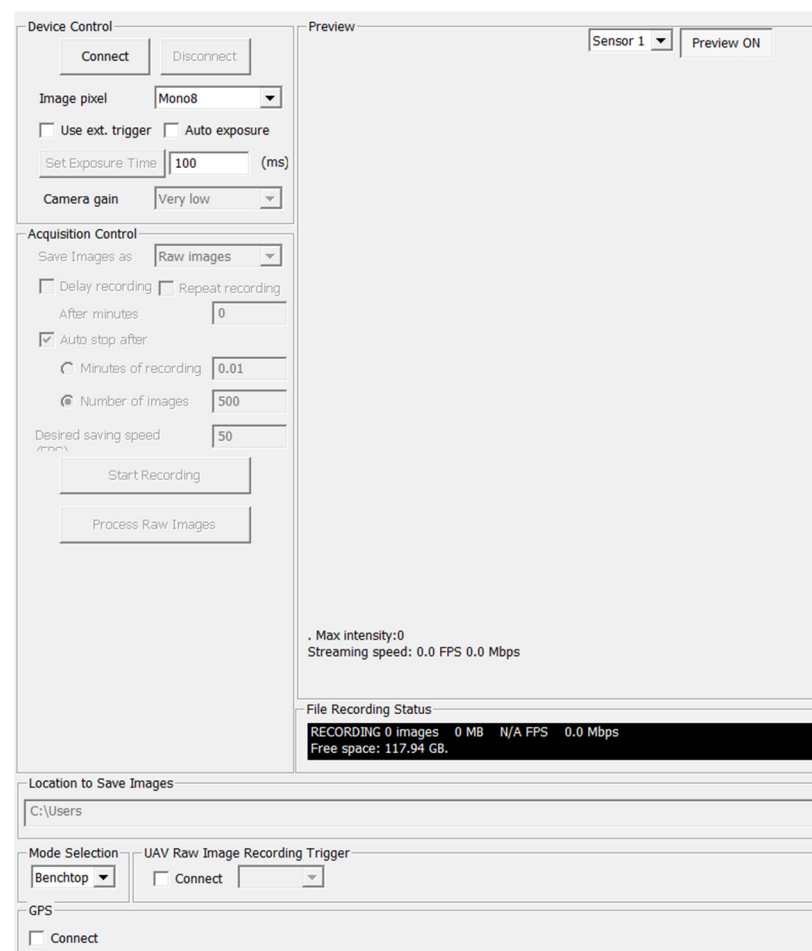 Device Control
Connect Disconnect
Image pixel Mono8
Use ext. trigger Auto exposure
Set Exposure Time 100 (ms)
Camera gain Very low
Acquisition Control
Save Images as Raw images
Delay recording Repeat recording
After minutes 0
Auto stop after
Minutes of recording 0.01
Number of images 500
Desired saving speed 50
(FPS)
Start Recording
Process Raw Images
Preview
Sensor 1 Preview ON
. Max intensity:0
Streaming speed: 0.0 FPS 0.0 Mbps
File Recording Status
RECORDING 0 images 0 MB N/A FPS 0.0 Mbps
Free space: 117.94 GB.
Location to Save Images
C:\Users
Mode Selection
Benchtop
UAV Raw Image Recording Trigger
Connect
GPS
Connect